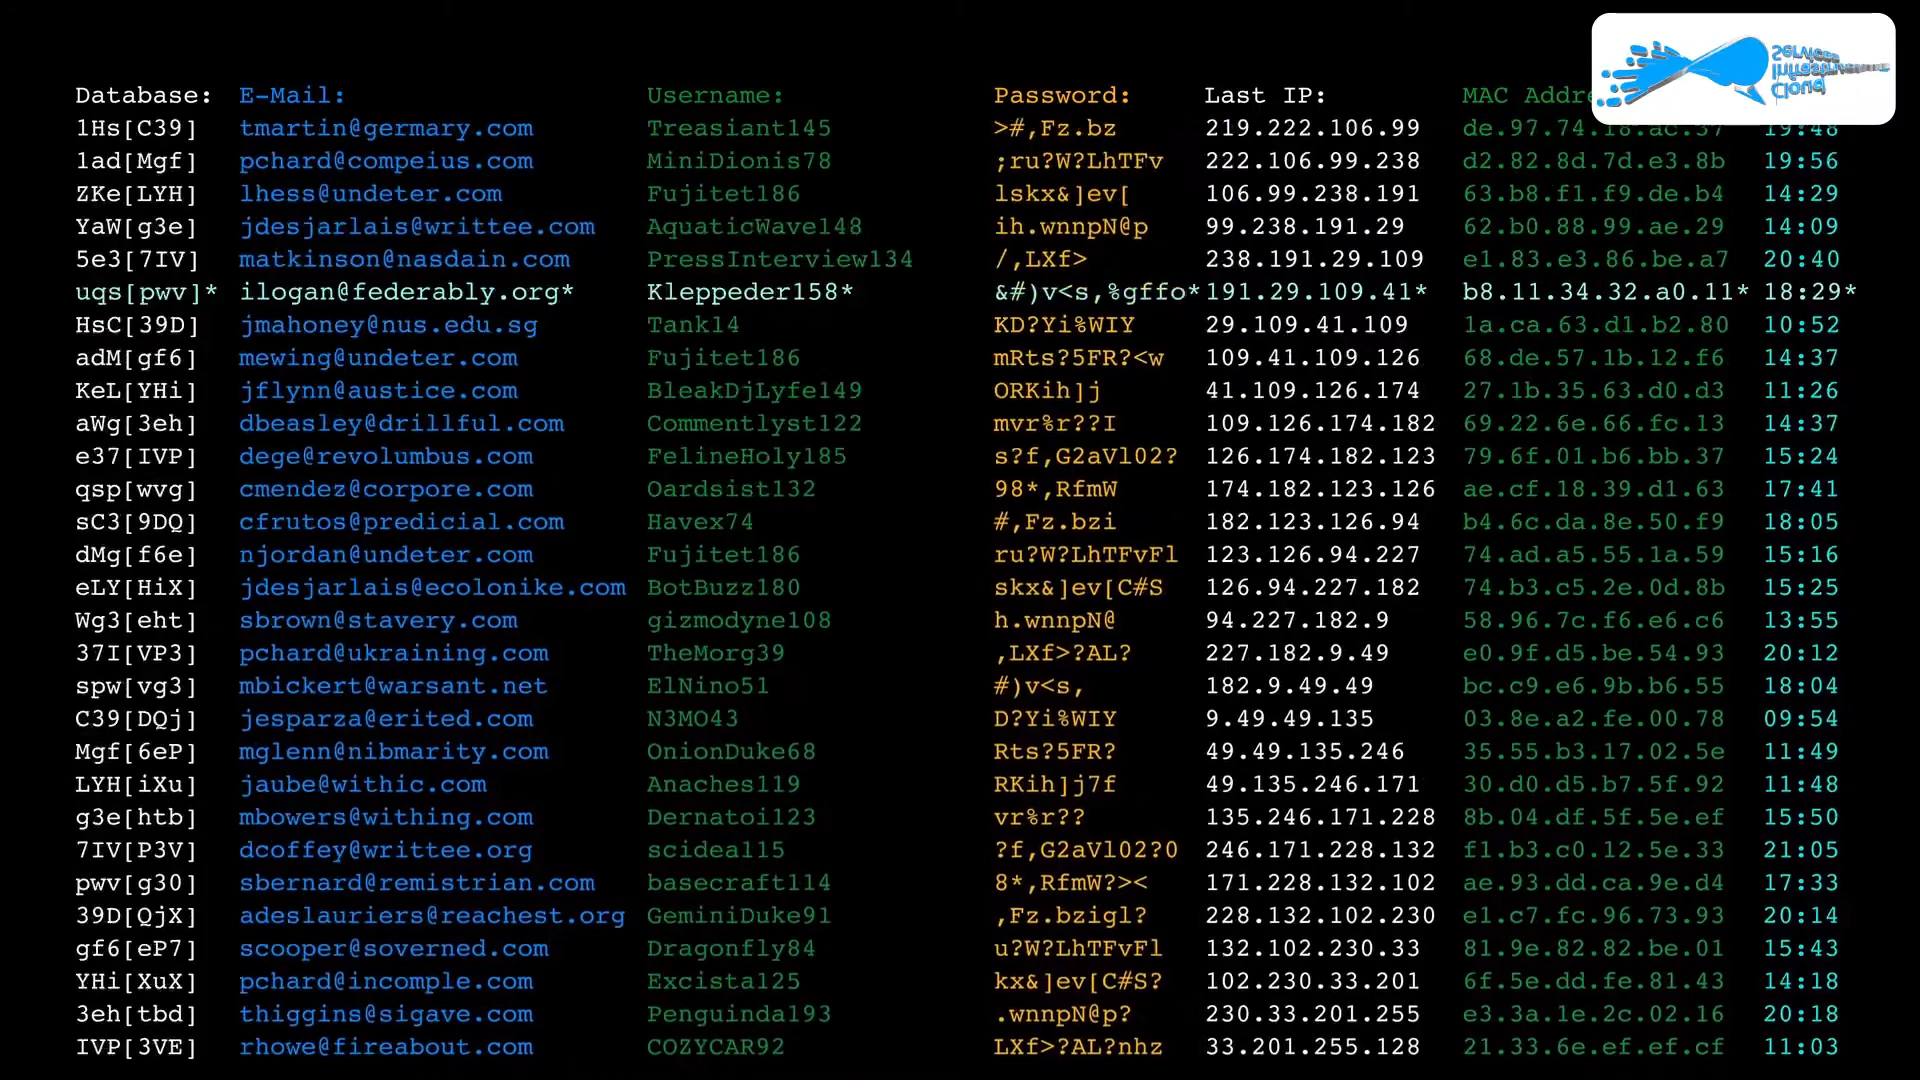 Services
Infrastructure
Cloud
Database: E-Mail: Username: Password: Last IP: MAC Addre
1Hs[C39] tmartin@germary.com Treasiant145 >#,Fz.bz 219.222.106.99 de.97.74.18.ac.37 19:48
1ad[Mgf] pchard@compeius.com MiniDionis78 ;ru?W?LhTFv 222.106.99.238 d2.82.8d.7d.e3.8b 19:56
ZKe[LYH] lhess@undeter.com Fujitet186 lskx&]ev[ 106.99.238.191 63.b8.f1.f9.de.b4 14:29
YaW[g3e] jdesjarlais@writtee.com AquaticWave148 ih.wnnpN@p 99.238.191.29 62.b0.88.99.ae.29 14:09
5e3[7IV] matkinson@nasdain.com PressInterview134 /,LXf> 238.191.29.109 e1.83.e3.86.be.a7 20:40
uqs[pwv]* ilogan@federably.org* Kleppeder158* &#)v<s,%gffo* 191.29.109.41* b8.11.34.32.a0.11* 18:29*
HsC[39D] jmahoney@nus.edu.sg Tank14 KD?Yi%WIY 29.109.41.109 1a.ca.63.d1.b2.80 10:52
adM[gf6] mewing@undeter.com Fujitet186 mRts?5FR?<w 109.41.109.126 68.de.57.1b.12.f6 14:37
KeL[YHi] jflynn@austice.com BleakDjLyfe149 ORKih]j 41.109.126.174 27.1b.35.63.d0.d3 11:26
aWg[3eh] dbeasley@drillful.com Commentlyst122 mvr%r??I 109.126.174.182 69.22.6e.66.fc.13 14:37
e37[IVP] dege@revolumbus.com FelineHoly185 s?f,G2aVl02? 126.174.182.123 79.6f.01.b6.bb.37 15:24
qsp[wvg] cmendez@corpore.com Oardsist132 98*,RfmW 174.182.123.126 ae.cf.18.39.d1.63 17:41
sC3[9DQ] cfrutos@predicial.com Havex74 #,Fz.bzi 182.123.126.94 b4.6c.da.8e.50.f9 18:05
dMg[f6e] njordan@undeter.com Fujitet186 ru?W?LhTFvFl 123.126.94.227 74.ad.a5.55.1a.59 15:16
eLY[HiX] jdesjarlais@ecolonike.com BotBuzz180 skx&]ev[C#S 126.94.227.182 74.b3.c5.2e.0d.8b 15:25
Wg3[eht] sbrown@stavery.com gizmodyne108 h.wnnpN@ 94.227.182.9 58.96.7c.f6.e6.c6 13:55
37I[VP3] pchard@ukraining.com TheMorg39 ,LXf>?AL? 227.182.9.49 e0.9f.d5.be.54.93 20:12
spw[vg3] mbickert@warsant.net ElNino51 #)v<s, 182.9.49.49 bc.c9.e6.9b.b6.55 18:04
C39[DQj] jesparza@erited.com N3MO43 D?Yi%WIY 9.49.49.135 03.8e.a2.fe.00.78 09:54
Mgf[6eP] mglenn@nibmarity.com OnionDuke68 Rts?5FR? 49.49.135.246 35.55.b3.17.02.5e 11:49
LYH[iXu] jaube@withic.com Anaches119 RKih]j7f 49.135.246.171 30.d0.d5.b7.5f.92 11:48
g3e[htb] mbowers@withing.com Dernatoi123 vr%r?? 135.246.171.228 8b.04.df.5f.5e.ef 15:50
7IV[P3V] dcoffey@writtee.org scidea115 ?f,G2aVl02?0 246.171.228.132 f1.b3.c0.12.5e.33 21:05
pwv[g30] sbernard@remistrian.com basecraft114 8*,RfmW?>< 171.228.132.102 ae.93.dd.ca.9e.d4 17:33
39D[QjX] adeslauriers@reachest.org GeminiDuke91 ,Fz.bzigl? 228.132.102.230 e1.c7.fc.96.73.93 20:14
gf6[eP7] scooper@soverned.com Dragonfly84 u?W?LhTFvFl 132.102.230.33 81.9e.82.82.be.01 15:43
YHi[XuX] pchard@incomple.com Excista125 kx&]ev[C#S? 102.230.33.201 6f.5e.dd.fe.81.43 14:18
3eh[tbd] thiggins@sigave.com Penguinda193 .wnnpN@p? 230.33.201.255 e3.3a.1e.2c.02.16 20:18
IVP[3VE] rhowe@fireabout.com COZYCAR92 LXf>?AL?nhz 33.201.255.128 21.33.6e.ef.ef.cf 11:03